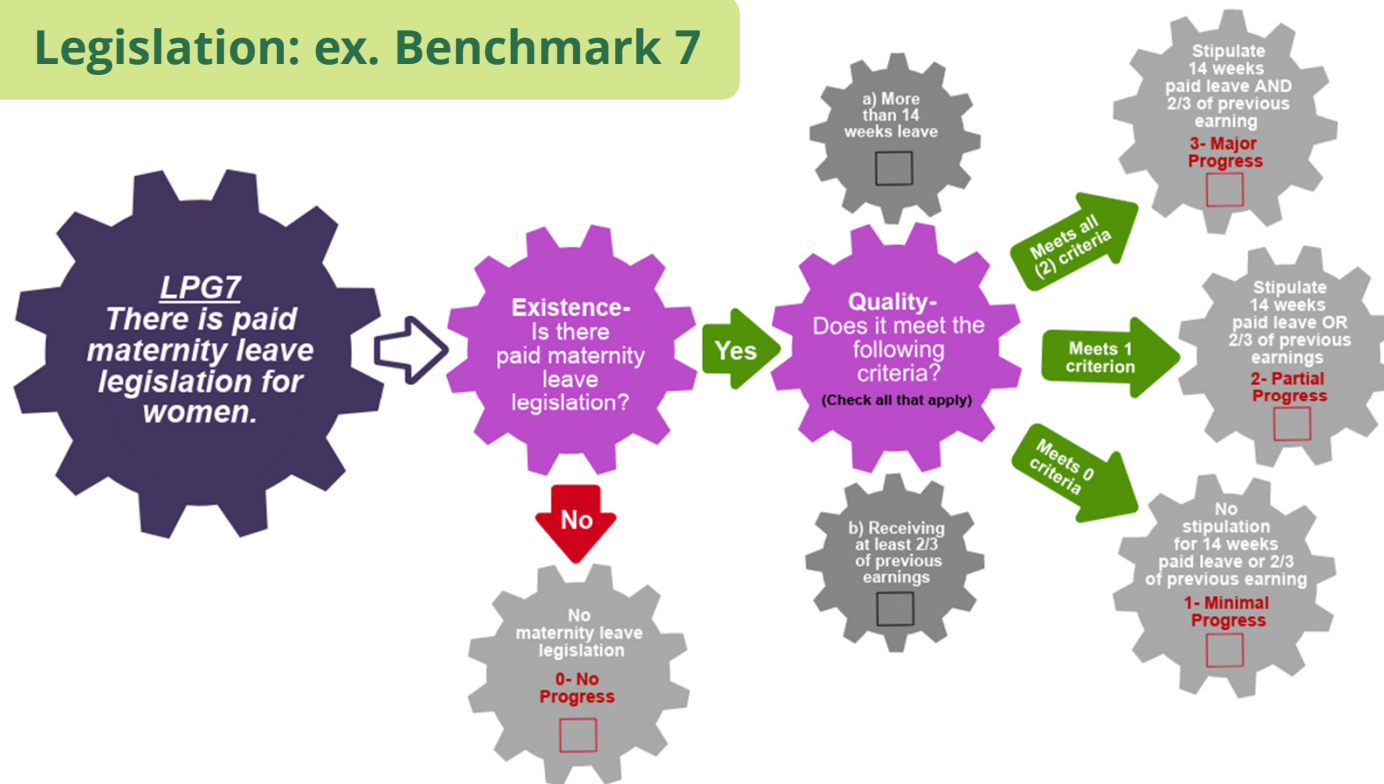 Legislation: ex. Benchmark 7
LPG7
There is paid
maternity leave
legislation for
women.
Existence-
Is there
paid maternity
leave
legislation?
No
No
maternity leave
legislation
0- No
Progress
Yes
a) More
than 14
weeks leave
Quality-
Does it meet the
following
criteria?
(Check all that apply)
b) Receiving
at least 2/3
of previous
earnings
Meets all
(2) criteria
Stipulate
14 weeks
paid leave AND
2/3 of previous
earning
3- Major
Progress
Meets 1
criterion
Stipulate
14 weeks
paid leave OR
2/3 of previous
earnings
2- Partial
Progress
Meets 0
criteria
No
stipulation
for 14 weeks
paid leave or 2/3
of previous earning
1- Minimal
Progress